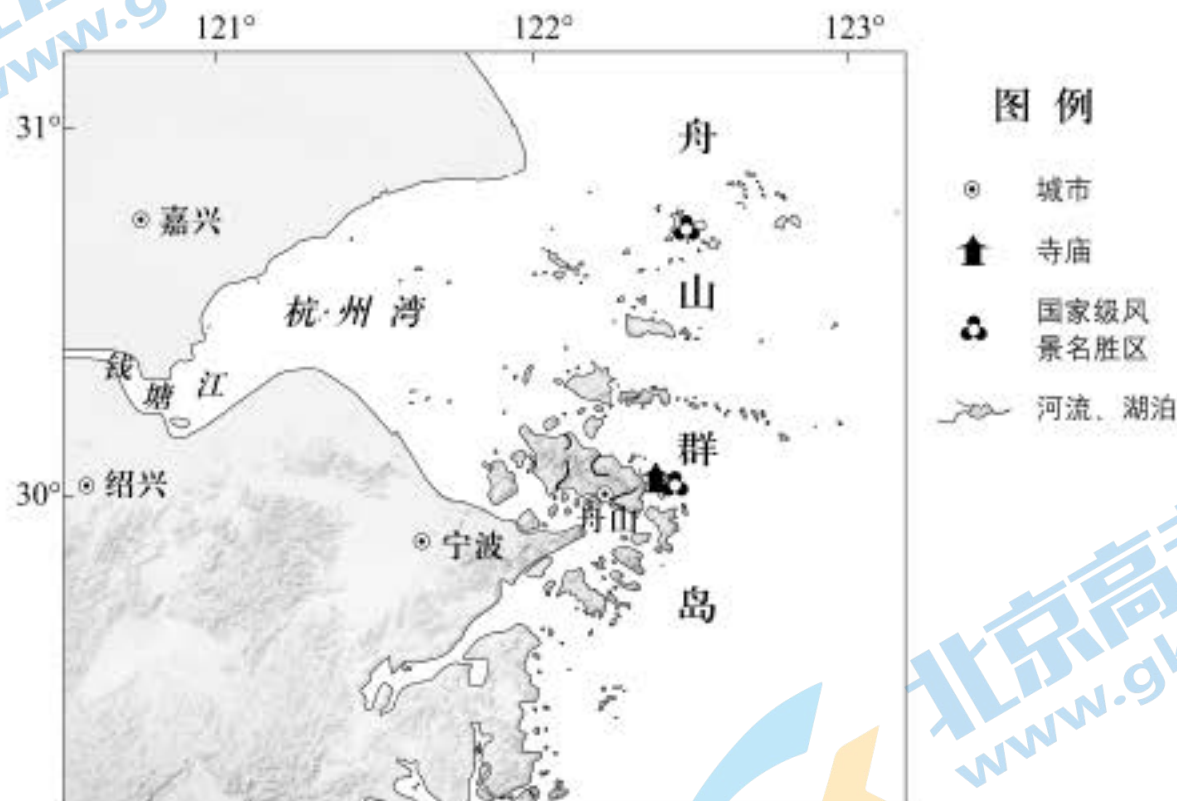 121° 122° 123°
31°
30°
舟
山
群
岛
嘉兴
杭州湾
钱
塘
江
绍兴
宁波
舟山
图例
城市
寺庙
国家级风
景名胜区
河流、湖泊
北京高
www.g